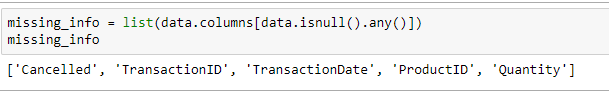 missing_info = list(data.columns[data.isnull().any()])
missing_info
['Cancelled', 'TransactionID', 'TransactionDate', 'ProductID', 'Quantity']